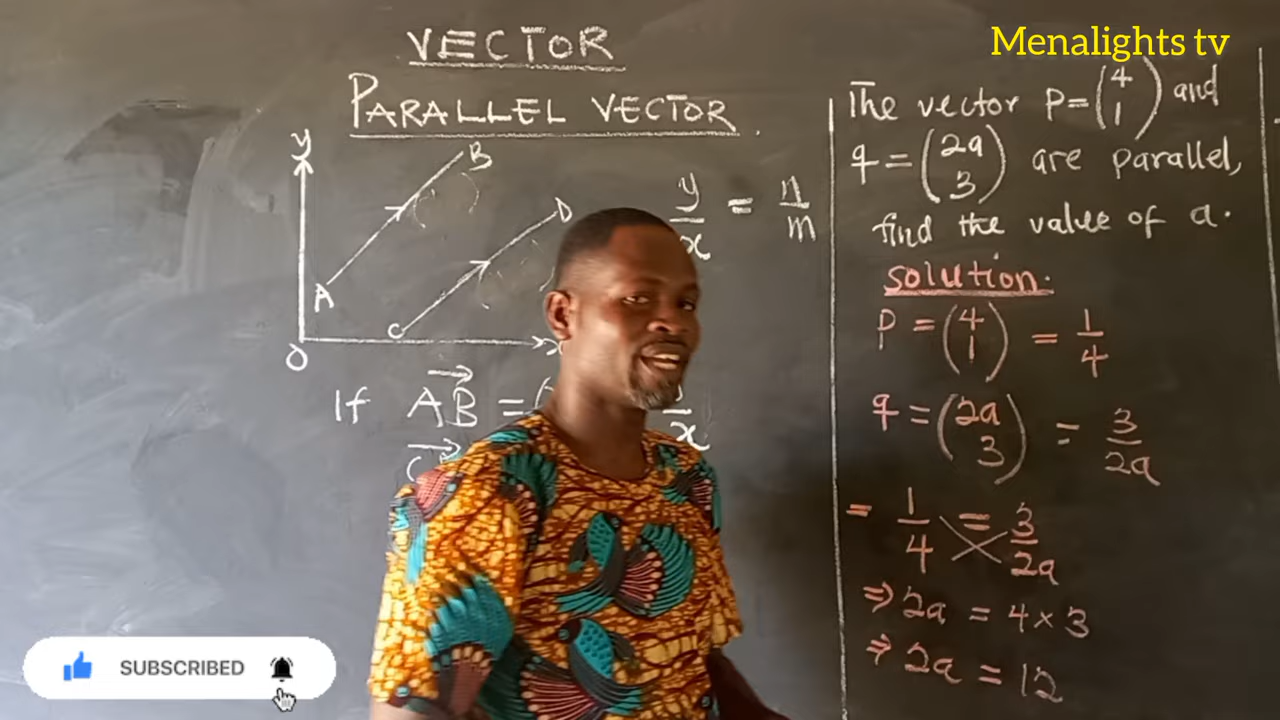 Menalights tv
VECTOR
PARALLEL VECTOR
y
B
D
A
C
O
y/x = n/m
If AB = (
x
The vector P = (4 1) and
q = (2a 3) are parallel,
find the value of a.
solution.
P = (4 1) = 1/4
q = (2a 3) = 3/2a
= 1/4 = 3/2a
⇒ 2a = 4 × 3
⇒ 2a = 12
SUBSCRIBED